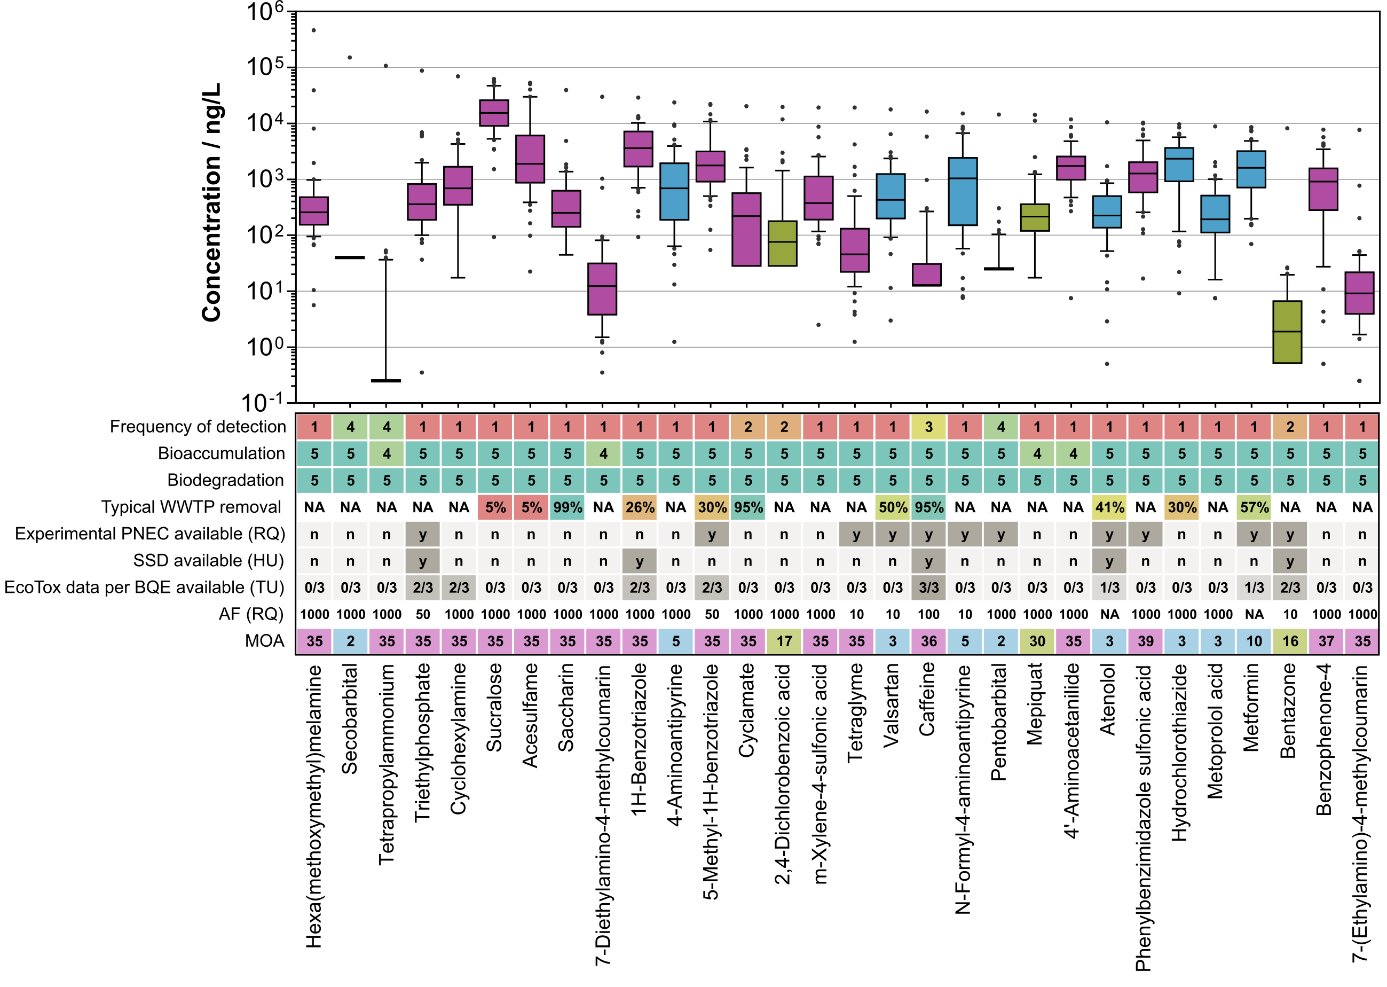 Concentration / ng/L
10⁶
10⁵
10⁴
10³
10²
10¹
10⁰
10⁻¹
Frequency of detection 1 4 4 1 1 1 1 1 1 1 1 1 2 2 1 1 1 3 1 4 1 1 1 1 1 1 1 2 1 1
Bioaccumulation 5 5 4 5 5 5 5 5 4 5 5 5 5 5 5 5 5 5 5 5 4 4 5 5 5 5 5 5 5 5
Biodegradation 5 5 5 5 5 5 5 5 5 5 5 5 5 5 5 5 5 5 5 5 5 5 5 5 5 5 5 5 5 5
Typical WWTP removal NA NA NA NA NA 5% 5% 99% NA 26% NA 30% 95% NA NA NA 50% 95% NA NA NA NA 41% NA 30% NA 57% NA NA NA
Experimental PNEC available (RQ) n n n y n n n n n n n y n n n y y y y y n n y y n n y y n n
SSD available (HU) n n n y n n n n n y n n n n n n n y n n n n y n n n n y n n
EcoTox data per BQE available (TU) 0/3 0/3 0/3 2/3 2/3 0/3 0/3 0/3 0/3 2/3 0/3 2/3 0/3 0/3 0/3 0/3 0/3 3/3 0/3 0/3 0/3 0/3 1/3 0/3 0/3 0/3 1/3 2/3 0/3 0/3
AF (RQ) 1000 1000 1000 50 1000 1000 1000 1000 1000 1000 1000 50 1000 1000 1000 10 10 100 10 1000 1000 1000 NA 1000 1000 1000 NA 10 1000 1000
MOA 35 2 35 35 35 35 35 35 35 35 5 35 35 17 35 35 3 36 5 2 30 35 3 39 3 3 10 16 37 35
Hexa(methoxymethyl)melamine
Secobarbital
Tetrapropylammonium
Triethylphosphate
Cyclohexylamine
Sucralose
Acesulfame
Saccharin
7-Diethylamino-4-methylcoumarin
1H-Benzotriazole
4-Aminoantipyrine
5-Methyl-1H-benzotriazole
Cyclamate
2,4-Dichlorobenzoic acid
m-Xylene-4-sulfonic acid
Tetraglyme
Valsartan
Caffeine
N-Formyl-4-aminoantipyrine
Pentobarbital
Mepiquat
4'-Aminoacetanilide
Atenolol
Phenylbenzimidazole sulfonic acid
Hydrochlorothiazide
Metoprolol acid
Metformin
Bentazone
Benzophenone-4
7-(Ethylamino)-4-methylcoumarin